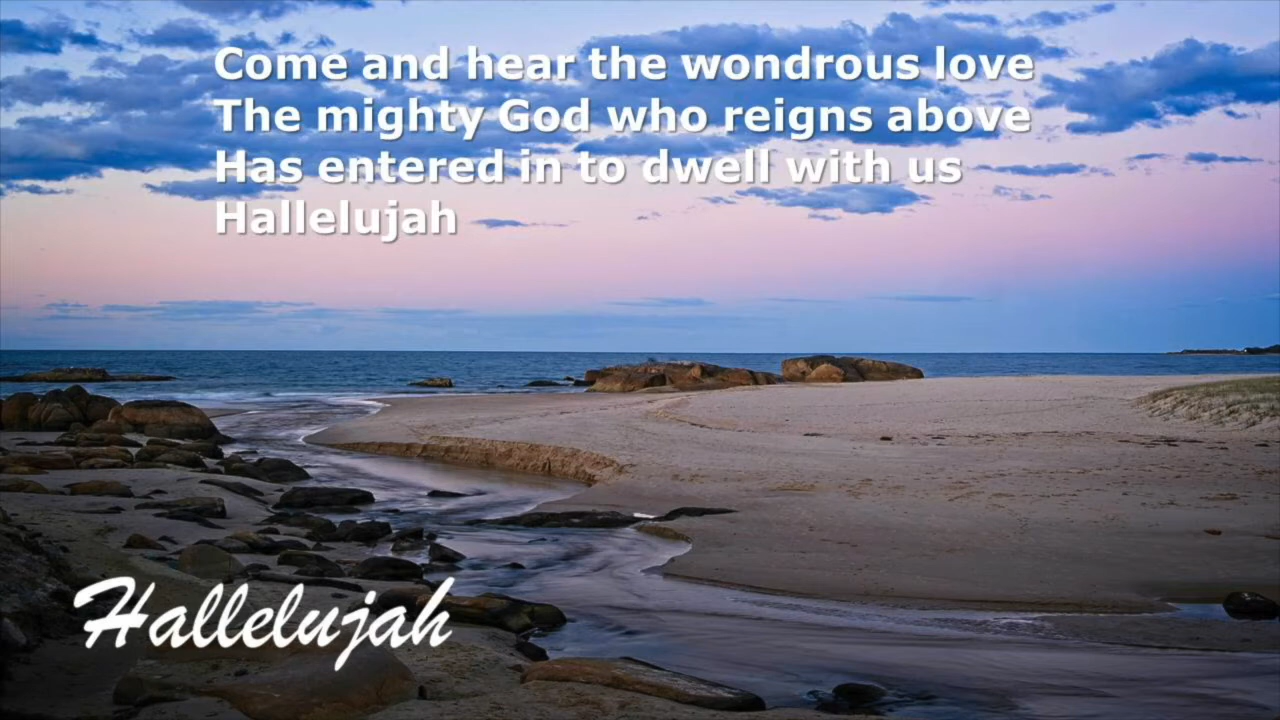 Come and hear the wondrous love
The mighty God who reigns above
Has entered in to dwell with us
Hallelujah
Hallelujah